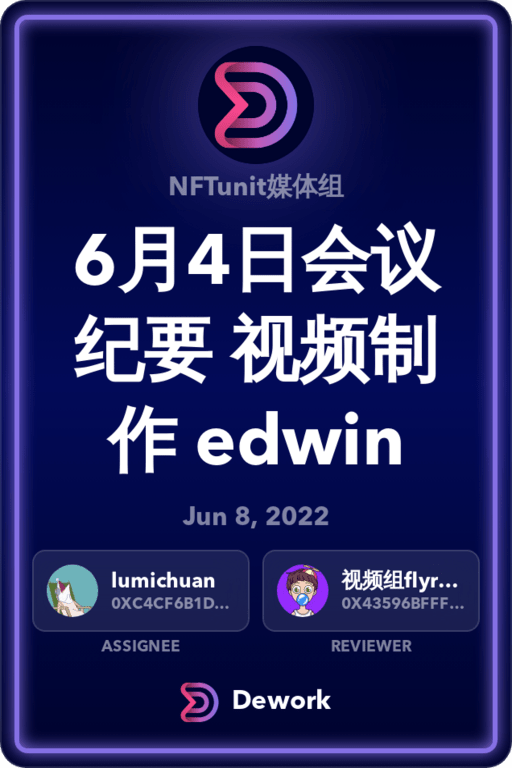 NFTunit媒体组
6月4日会议
纪要 视频制
作 edwin
Jun 8, 2022
lumichuan
0XC4CF6B1D...
视频组flyr...
0X43596BFFF...
ASSIGNEE
REVIEWER
Dework